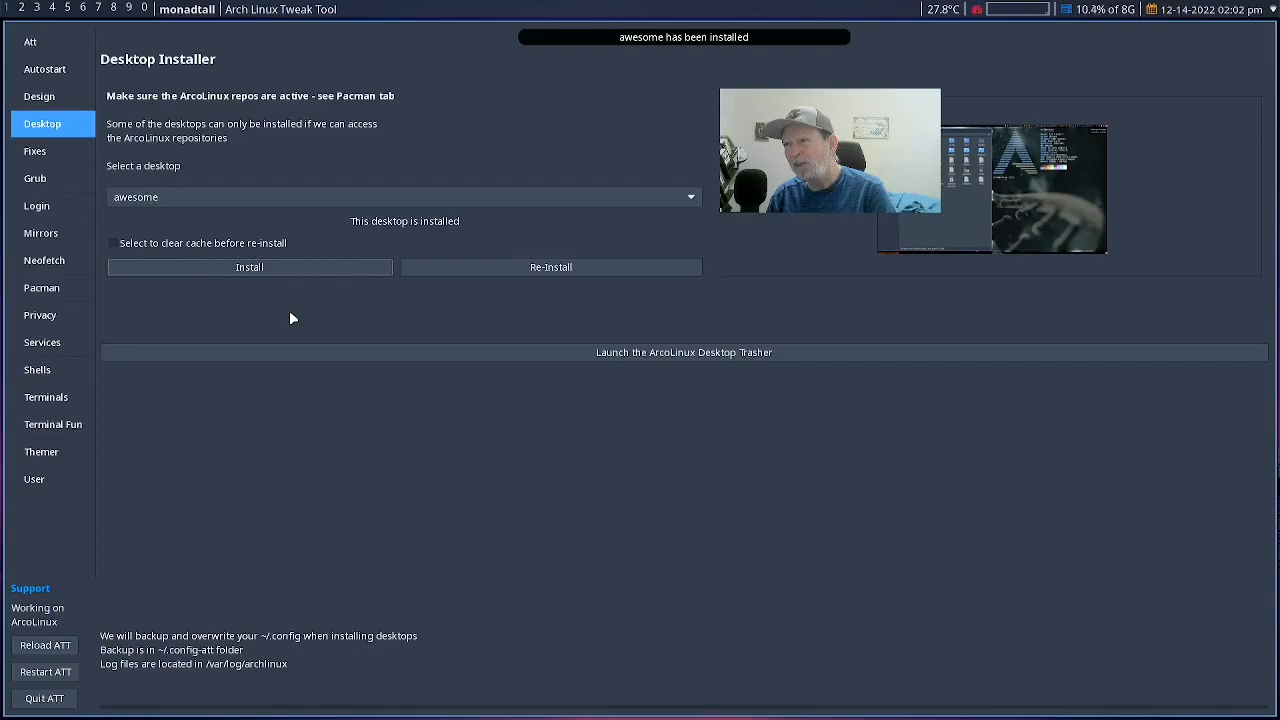 1 2 3 4 5 6 7 8 9 0 monadtall Arch Linux Tweak Tool 27.8°C 10.4% of 8G 12-14-2022 02:02 pm
awesome has been installed
Att
Autostart
Design
Desktop
Fixes
Grub
Login
Mirrors
Neofetch
Pacman
Privacy
Services
Shells
Terminals
Terminal Fun
Themer
User
Desktop Installer
Make sure the ArcoLinux repos are active - see Pacman tab
Some of the desktops can only be installed if we can access
the ArcoLinux repositories
Select a desktop
awesome
This desktop is installed
Select to clear cache before re-install
Install Re-Install
Launch the ArcoLinux Desktop Trasher
Support
Working on
ArcoLinux
Reload ATT
Restart ATT
Quit ATT
We will backup and overwrite your ~/.config when installing desktops
Backup is in ~/.config-att folder
Log files are located in /var/log/archlinux